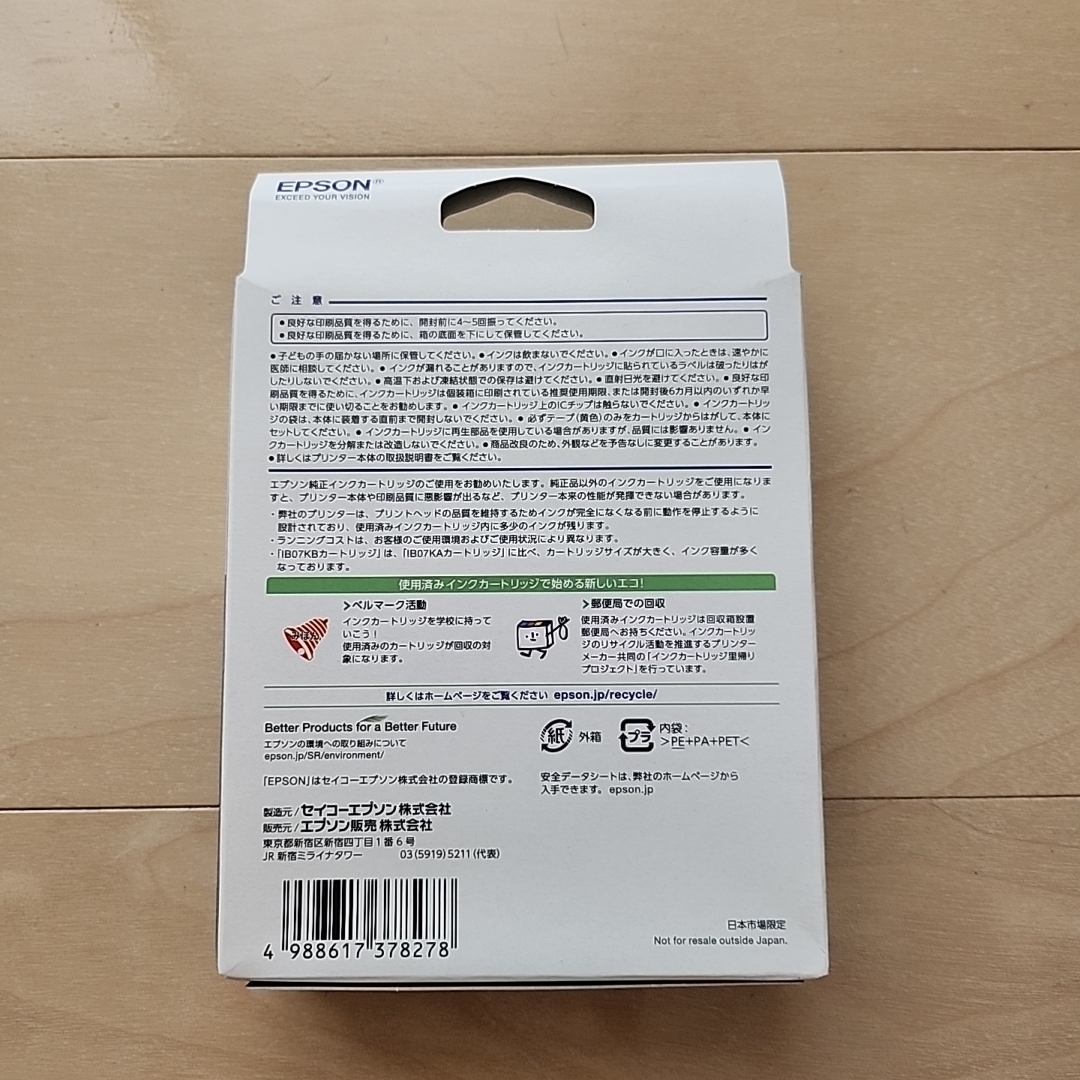 EPSON®
EXCEED YOUR VISION
ご 注 意
●良好な印刷品質を得るために、開封前に4〜5回振ってください。
●良好な印刷品質を得るために、箱の底面を下にして保管してください。
●子どもの手の届かない場所に保管してください。●インクは飲まないでください。●インクが口に入ったときは、速やかに
医師に相談してください。● インクが漏れることがありますので、インクカートリッジに貼られているラベルは破ったりはが
したりしないでください。● 高温下および凍結状態での保存は避けてください。● 直射日光を避けてください。● 良好な印
刷品質を得るために、インクカートリッジは個装箱に印刷されている推奨使用期限、または開封後6カ月以内のいずれか早
い期限までに使い切ることをお勧めします。● インクカートリッジ上のICチップは触らないでください。● インクカートリッ
ジの袋は、本体に装着する直前まで開封しないでください。● 必ずテープ(黄色)のみをカートリッジからはがして、本体に
セットしてください。● インクカートリッジに再生部品を使用している場合がありますが、品質には影響ありません。● イン
クカートリッジを分解または改造しないでください。● 商品改良のため、外観などを予告なしに変更することがあります。
●詳しくはプリンター本体の取扱説明書をご覧ください。
エプソン純正インクカートリッジのご使用をお勧めいたします。純正品以外のインクカートリッジをご使用になりま
すと、プリンター本体や印刷品質に悪影響が出るなど、プリンター本来の性能が発揮できない場合があります。
・弊社のプリンターは、プリントヘッドの品質を維持するためインクが完全になくなる前に動作を停止するように
設計されており、使用済みインクカートリッジ内に多少のインクが残ります。
・ランニングコストは、お客様のご使用環境およびご使用状況により異なります。
・「IB07KBカートリッジ」は、「IB07KAカートリッジ」に比べ、カートリッジサイズが大きく、インク容量が多く
なっております。
使用済みインクカートリッジで始める新しいエコ!
>ベルマーク活動
インクカートリッジを学校に持って
いこう!
使用済みのカートリッジが回収の対
象になります。
みほん
>郵便局での回収
使用済みインクカートリッジは回収箱設置
郵便局へお持ちください。インクカートリッ
ジのリサイクル活動を推進するプリンター
メーカー共同の「インクカートリッジ里帰り
プロジェクト」を行っています。
詳しくはホームページをご覧ください epson.jp/recycle/
Better Products for a Better Future
エプソンの環境への取り組みについて
epson.jp/SR/environment/
紙 外箱
プラ 内袋:
>PE+PA+PET<
「EPSON」はセイコーエプソン株式会社の登録商標です。
安全データシートは、弊社のホームページから
入手できます。epson.jp
製造元/セイコーエプソン株式会社
販売元/エプソン販売株式会社
東京都新宿区新宿四丁目1番6号
JR 新宿ミライナタワー 03(5919)5211(代表)
4 988617 378278
日本市場限定
Not for resale outside Japan.